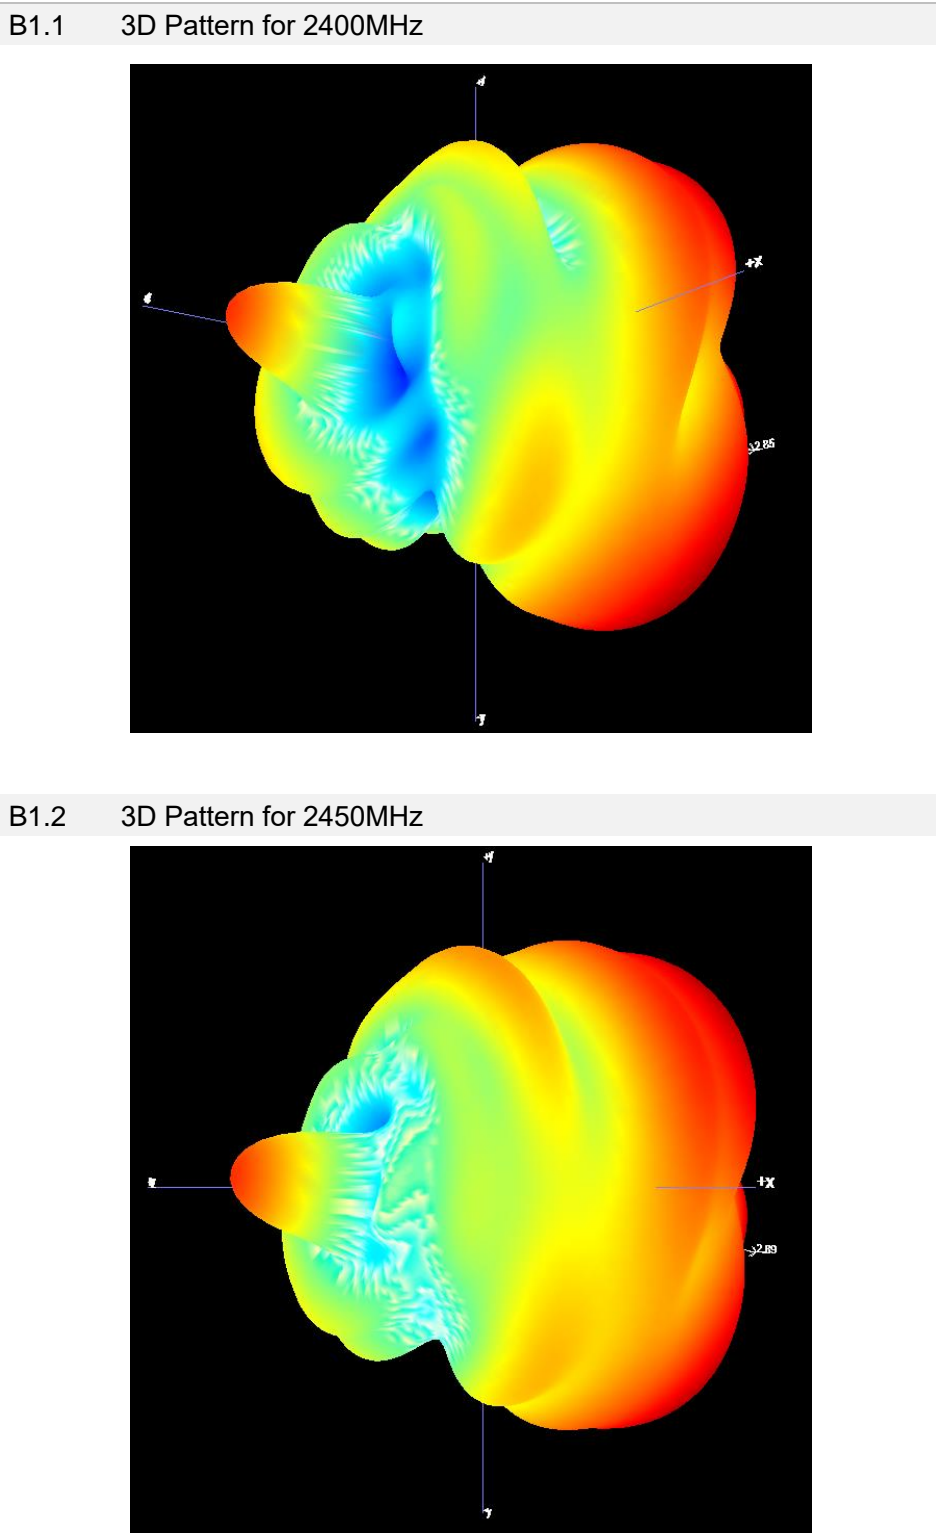 B1.1 3D Pattern for 2400MHz
+X
2.85
B1.2 3D Pattern for 2450MHz
+X
2.89